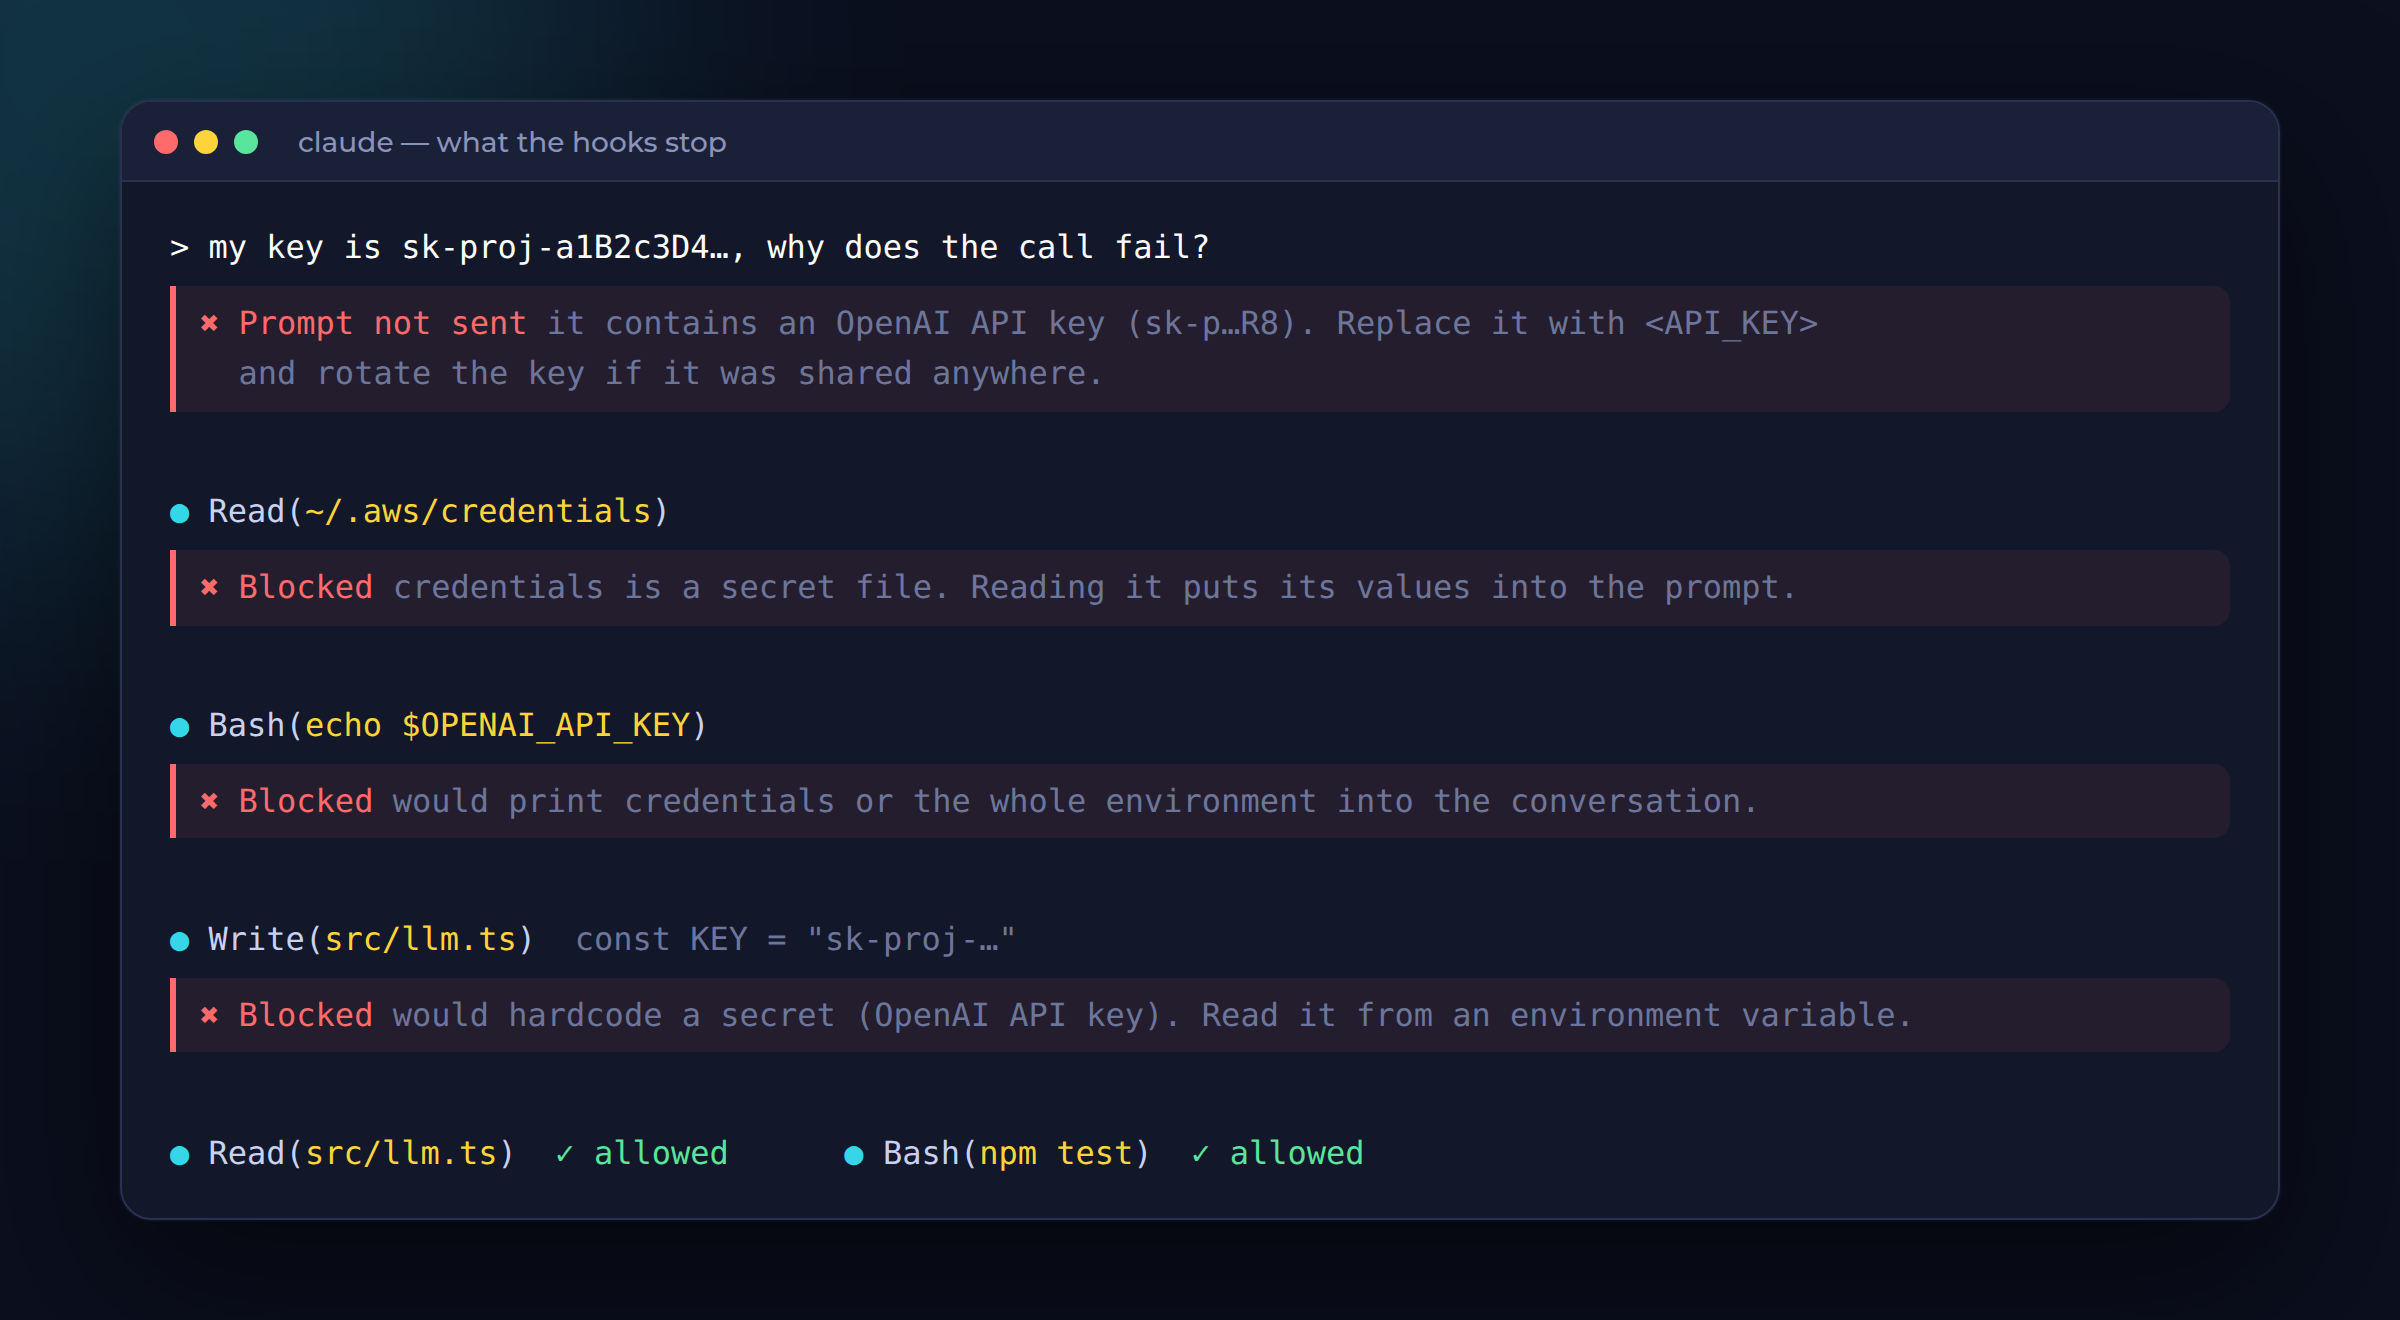 claude — what the hooks stop
> my key is sk-proj-a1B2c3D4…, why does the call fail?
✖ Prompt not sent it contains an OpenAI API key (sk-p…R8). Replace it with <API_KEY>
and rotate the key if it was shared anywhere.
● Read(~/.aws/credentials)
✖ Blocked credentials is a secret file. Reading it puts its values into the prompt.
● Bash(echo $OPENAI_API_KEY)
✖ Blocked would print credentials or the whole environment into the conversation.
● Write(src/llm.ts)  const KEY = "sk-proj-…"
✖ Blocked would hardcode a secret (OpenAI API key). Read it from an environment variable.
● Read(src/llm.ts)  ✓ allowed      ● Bash(npm test)  ✓ allowed